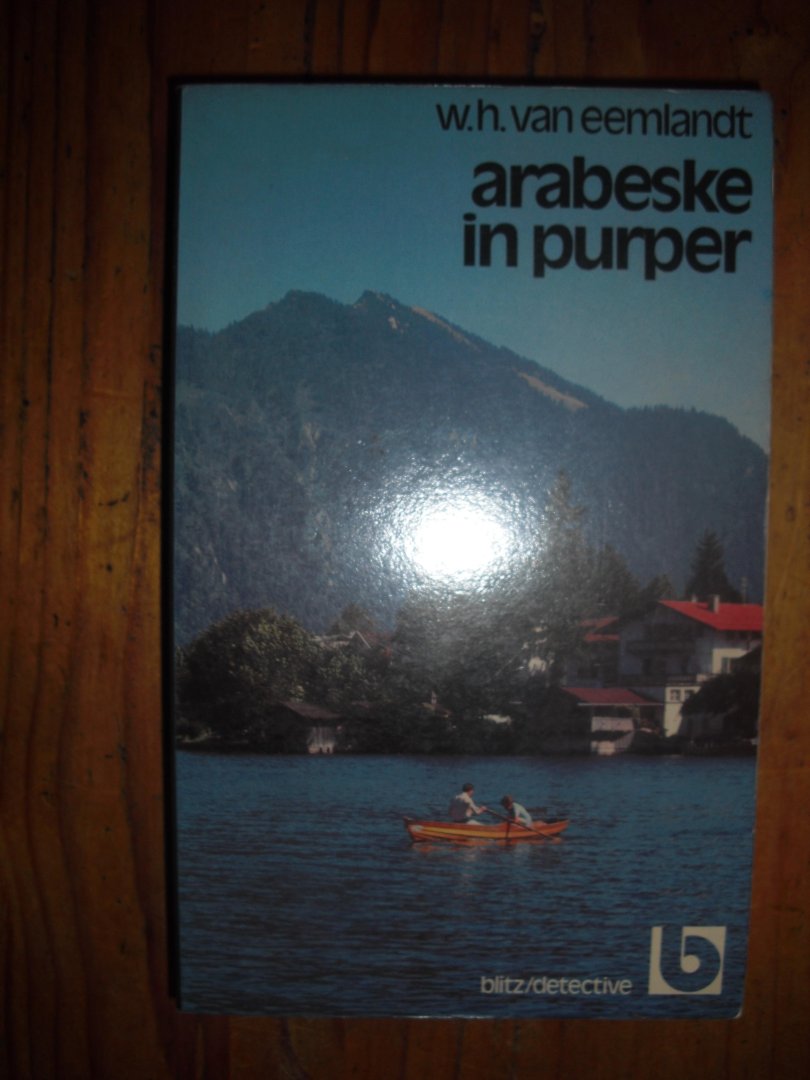 w.h. van eemlandt
arabeske
in purper
blitz/detective
b